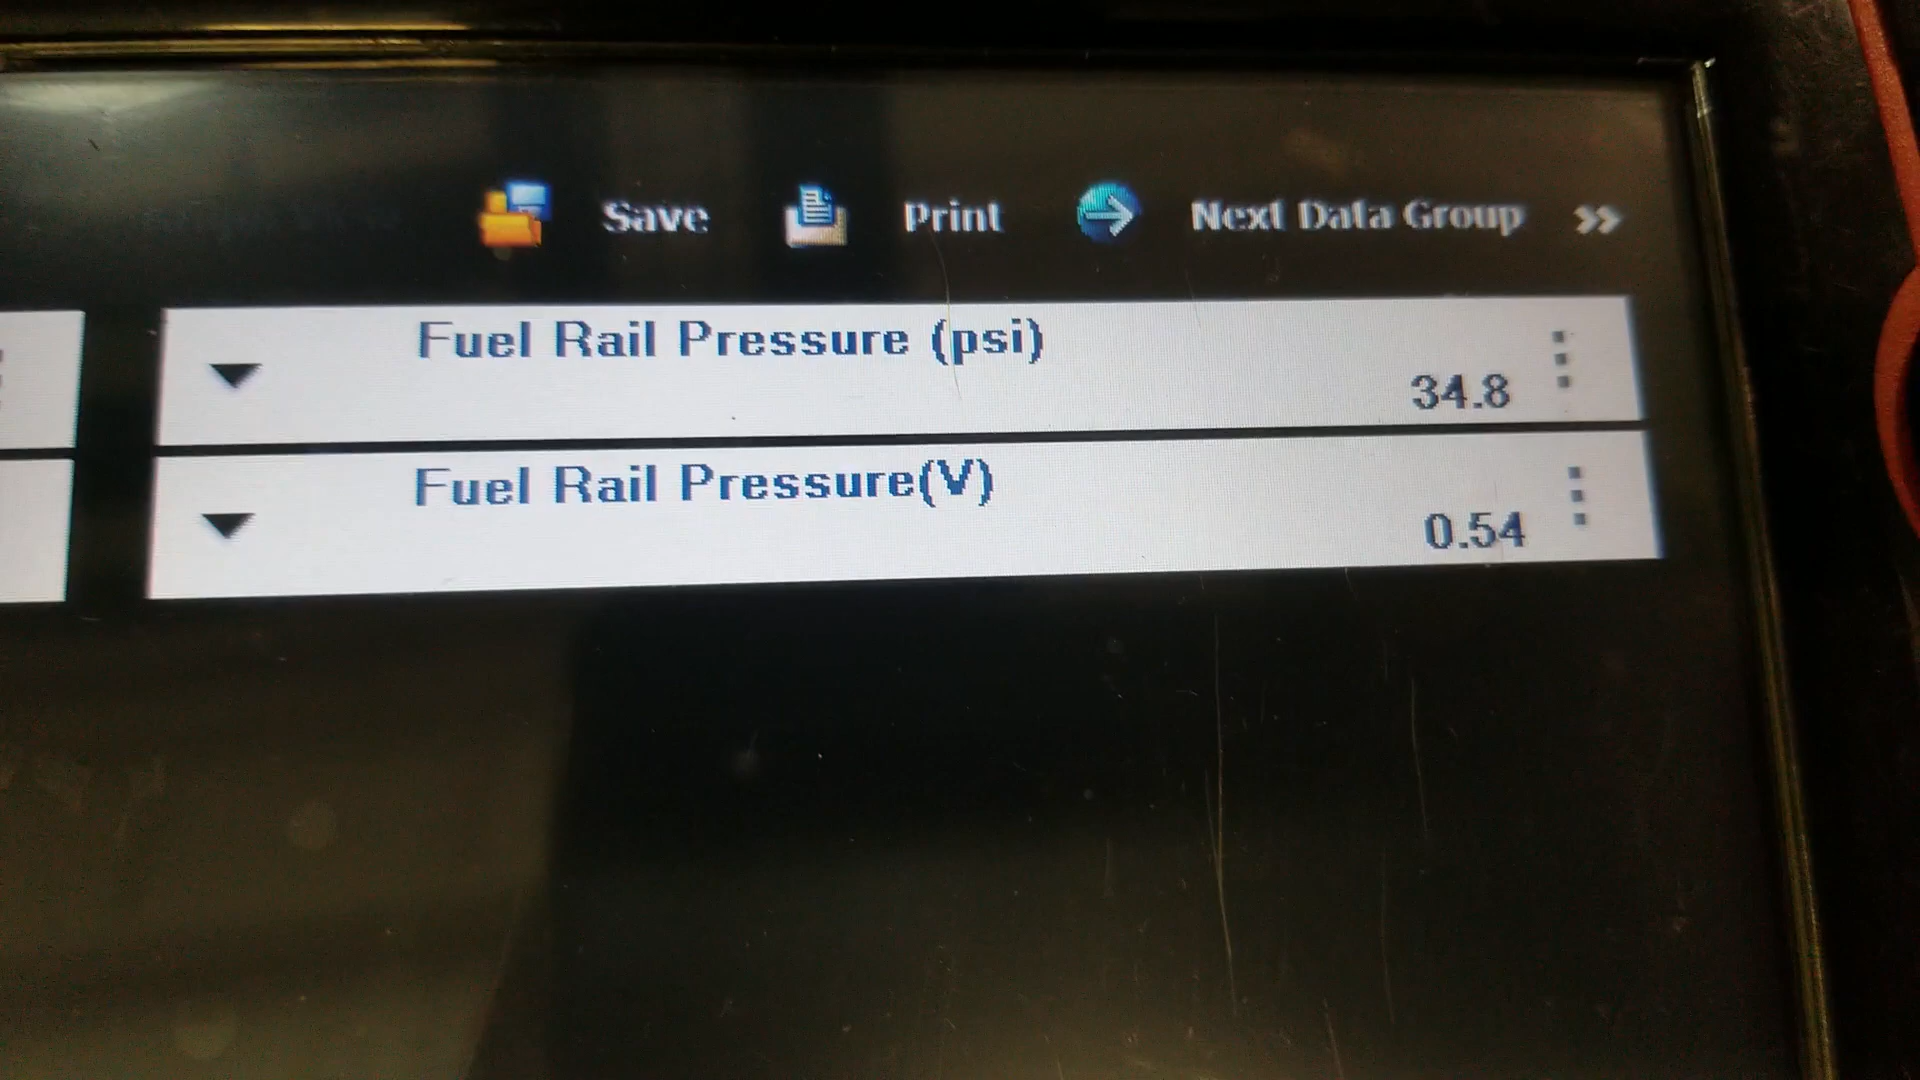 Save Print Next Data Group »
Fuel Rail Pressure (psi)
34.8
Fuel Rail Pressure(V)
0.54